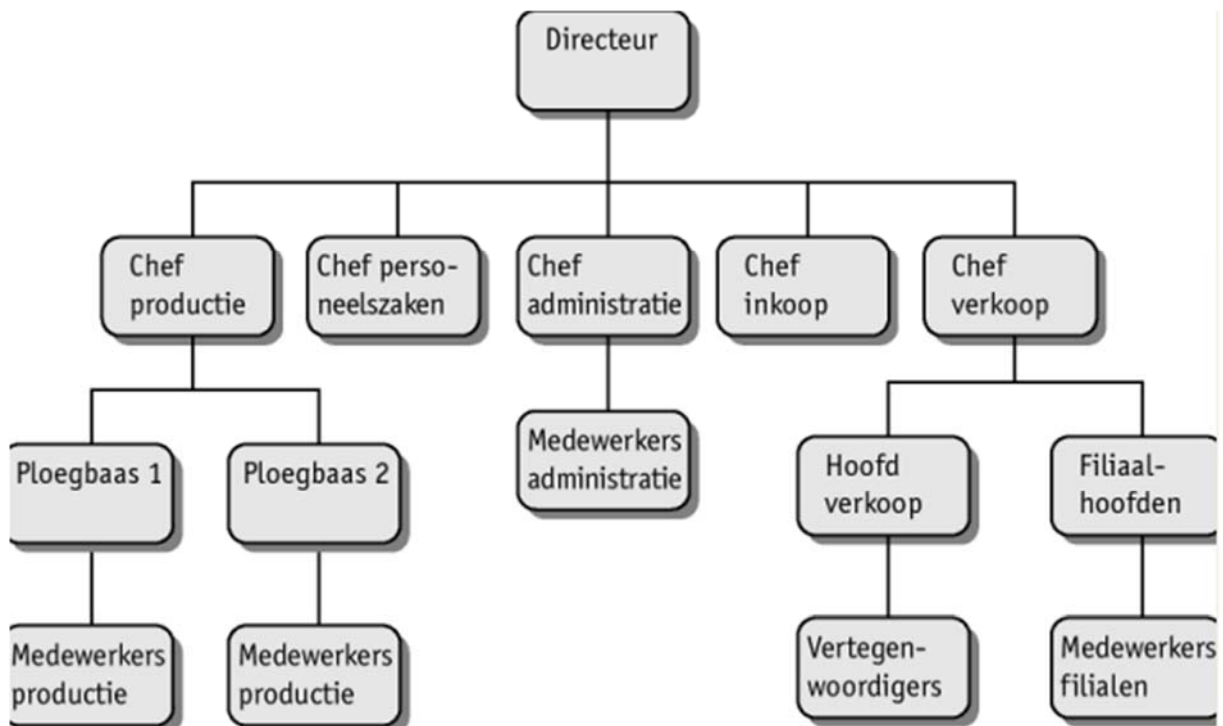 Directeur
Chef
productie
Chef perso-
neelszaken
Chef
administratie
Chef
inkoop
Chef
verkoop
Ploegbaas 1
Ploegbaas 2
Medewerkers
administratie
Hoofd
verkoop
Filiaal-
hoofden
Medewerkers
productie
Medewerkers
productie
Vertegen-
woordigers
Medewerkers
filialen